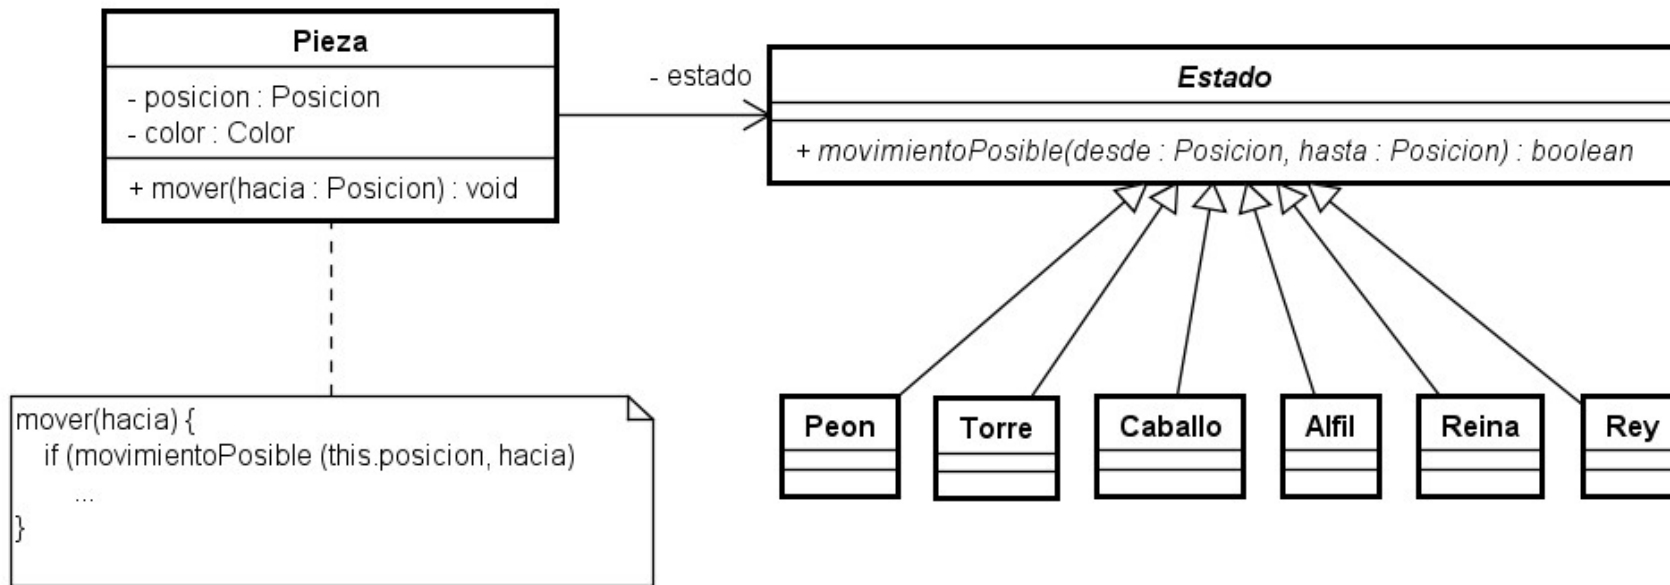 Pieza
- posicion : Posicion
- color : Color
+ mover(hacia : Posicion) : void
- estado
Estado
+ movimientoPosible(desde : Posicion, hasta : Posicion) : boolean
mover(hacia) {
if (movimientoPosible (this.posicion, hacia)
...
}
Peon
Torre
Caballo
Alfil
Reina
Rey